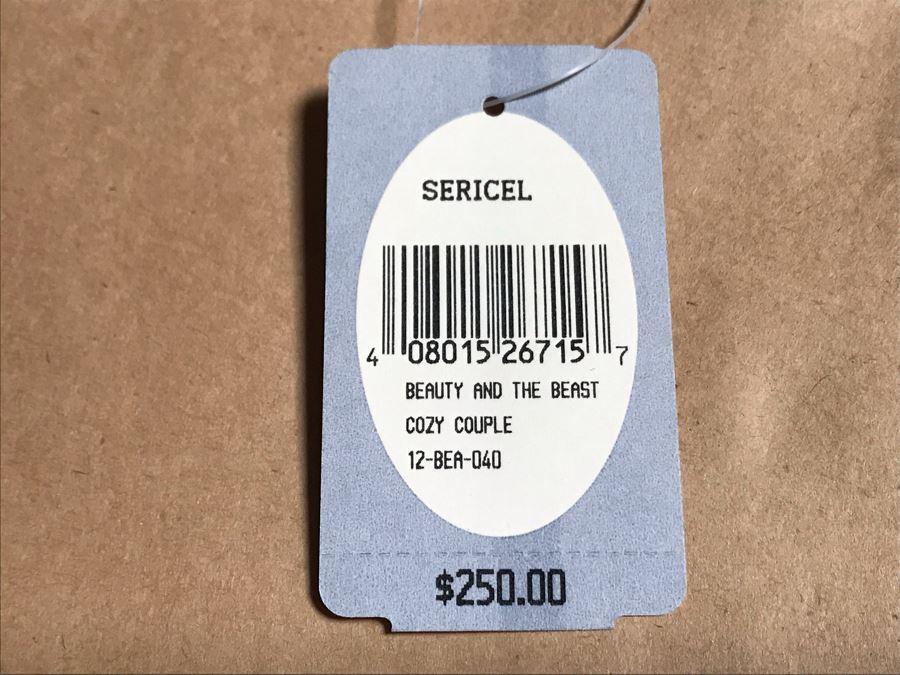 SERICEL
4 08015 26715 7
BEAUTY AND THE BEAST
COZY COUPLE
12-BEA-040
$250.00